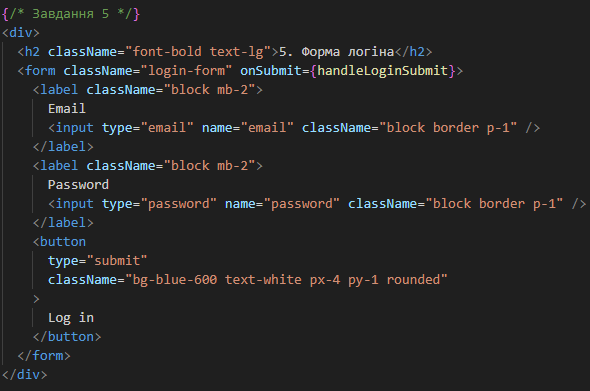 {/* Завдання 5 */}
<div>
<h2 className="font-bold text-lg">5. Форма логіна</h2>
<form className="login-form" onSubmit={handleLoginSubmit}>
<label className="block mb-2">
Email
<input type="email" name="email" className="block border p-1" />
</label>
<label className="block mb-2">
Password
<input type="password" name="password" className="block border p-1" />
</label>
<button
type="submit"
className="bg-blue-600 text-white px-4 py-1 rounded"
>
Log in
</button>
</form>
</div>